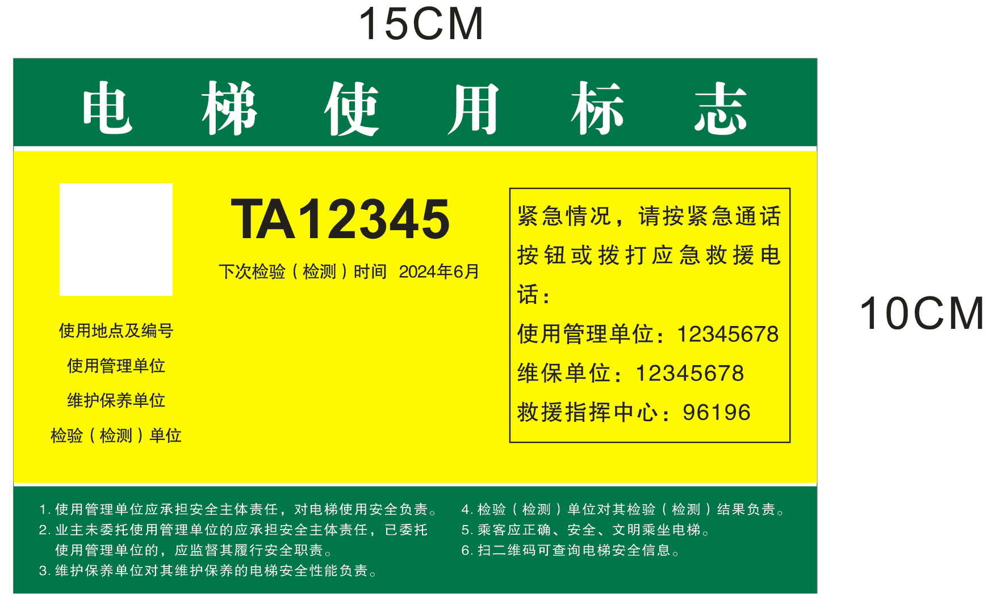 15CM
电梯使用标志
TA12345
下次检验（检测）时间 2024年6月
使用地点及编号
使用管理单位
维护保养单位
检验（检测）单位
紧急情况，请按紧急通话
按钮或拨打应急救援电
话：
使用管理单位：12345678
维保单位：12345678
救援指挥中心：96196
10CM
1. 使用管理单位应承担安全主体责任，对电梯使用安全负责。
2. 业主未委托使用管理单位的应承担安全主体责任，已委托
使用管理单位的，应监督其履行安全职责。
3. 维护保养单位对其维护保养的电梯安全性能负责。
4. 检验（检测）单位对其检验（检测）结果负责。
5. 乘客应正确、安全、文明乘坐电梯。
6. 扫二维码可查询电梯安全信息。